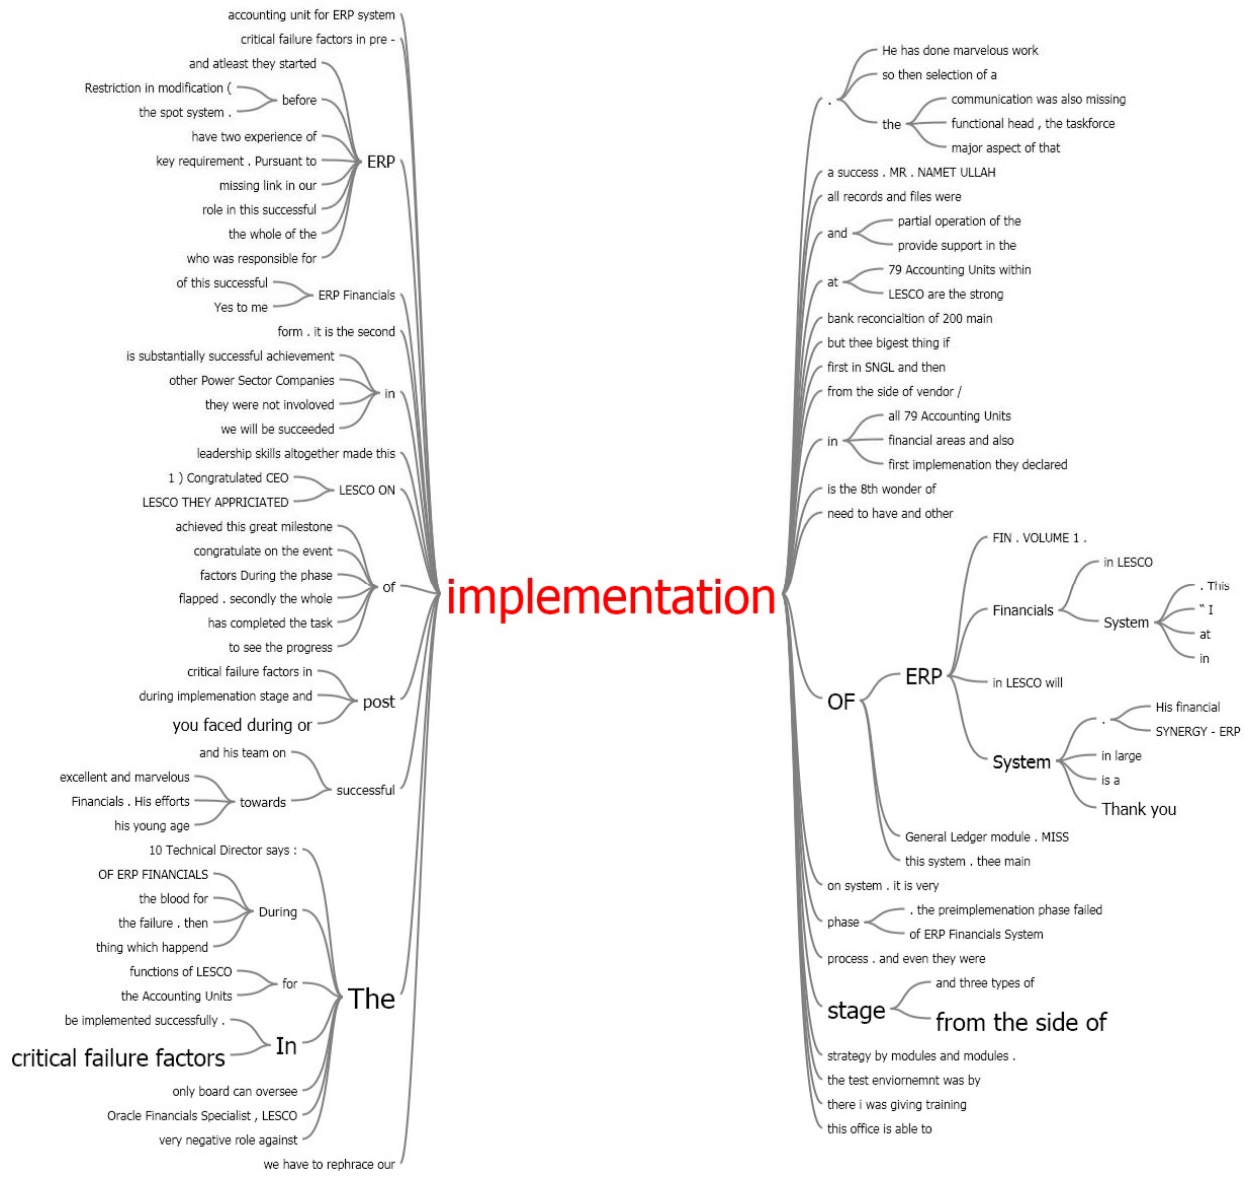 accounting unit for ERP system
critical failure factors in pre -
and atleast they started
Restriction in modification (
the spot system .
before
have two experience of
key requirement . Pursuant to
missing link in our
role in this successful
the whole of the
who was responsible for
ERP
of this successful
Yes to me
ERP Financials
form . it is the second
is substantially successful achievement
other Power Sector Companies
they were not involoved
we will be succeeded
in
leadership skills altogether made this
1 ) Congratulated CEO
LESCO THEY APPRICIATED
LESCO ON
achieved this great milestone
congratulate on the event
factors During the phase
flapped . secondly the whole
has completed the task
to see the progress
of
critical failure factors in
during implemenation stage and
you faced during or
post
and his team on
excellent and marvelous
Financials . His efforts
his young age
towards
successful
10 Technical Director says :
OF ERP FINANCIALS
the blood for
the failure . then
thing which happend
During
functions of LESCO
the Accounting Units
for
be implemented successfully .
critical failure factors
In
only board can oversee
Oracle Financials Specialist , LESCO
very negative role against
The
we have to rephrace our
implementation
.
He has done marvelous work
so then selection of a
the
communication was also missing
functional head , the taskforce
major aspect of that
a success . MR . NAMET ULLAH
all records and files were
and
partial operation of the
provide support in the
at
79 Accounting Units within
LESCO are the strong
bank reconcialtion of 200 main
but thee bigest thing if
first in SNGL and then
from the side of vendor /
in
all 79 Accounting Units
financial areas and also
first implemenation they declared
is the 8th wonder of
need to have and other
OF
ERP
FIN . VOLUME 1 .
Financials
in LESCO
System
. This
“ I
at
in
in LESCO will
System
.
His financial
SYNERGY - ERP
in large
is a
Thank you
General Ledger module . MISS
this system . thee main
on system . it is very
phase
. the preimplemenation phase failed
of ERP Financials System
process . and even they were
stage
and three types of
from the side of
strategy by modules and modules .
the test enviornemnt was by
there i was giving training
this office is able to